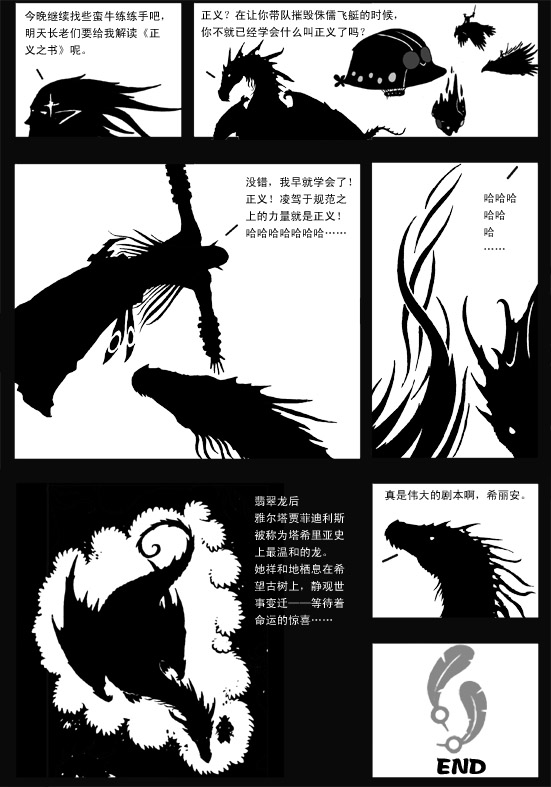 今晚继续找些蛮牛练练手吧，
明天长老们要给我解读《正
义之书》呢。
正义？在让你带队摧毁侏儒飞艇的时候，
你不就已经学会什么叫正义了吗？
没错，我早就学会了！
正义！凌驾于规范之
上的力量就是正义！
哈哈哈哈哈哈哈……
哈哈哈
哈哈
哈
……
翡翠龙后
雅尔塔贾菲迪利斯
被称为塔希里亚史
上最温和的龙。
她祥和地栖息在希
望古树上，静观世
事变迁——等待着
命运的惊喜……
真是伟大的剧本啊，希丽安。
END